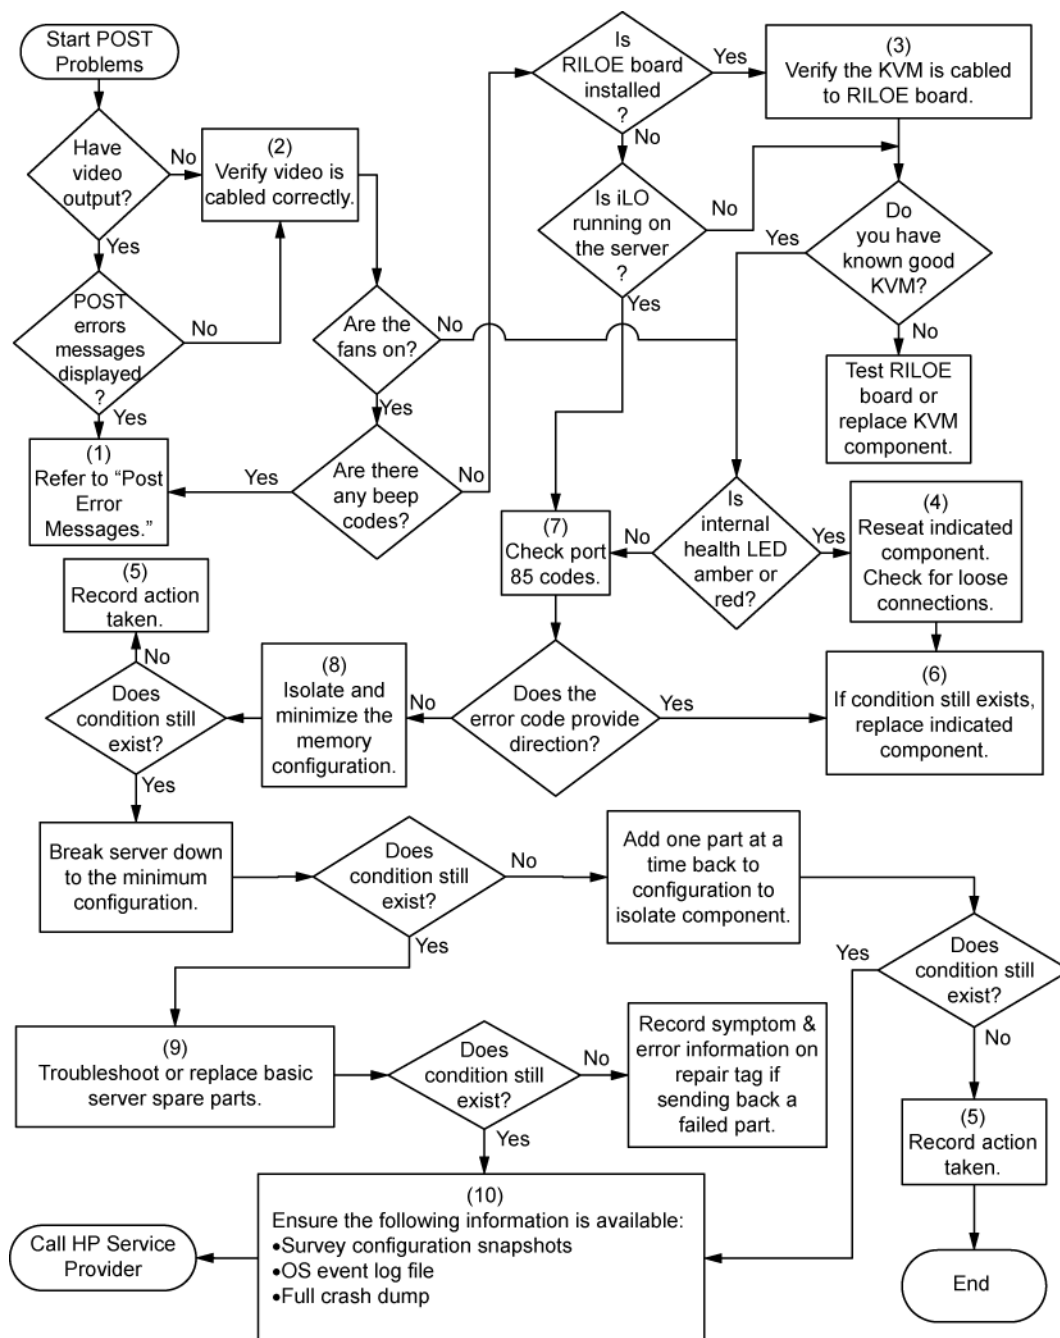 Start POST
Problems
Have
video
output?
No
Yes
(2)
Verify video is
cabled correctly.
POST
errors
messages
displayed
?
No
Yes
(1)
Refer to “Post
Error
Messages.”
Are the
fans on?
No
Yes
Are there
any beep
codes?
Yes
No
Is
RILOE board
installed
?
Yes
No
(3)
Verify the KVM is cabled
to RILOE board.
Is iLO
running on
the server
?
No
Yes
Do
you have
known good
KVM?
Yes
No
Test RILOE
board or
replace KVM
component.
Is
internal
health LED
amber or
red?
No
Yes
(4)
Reseat indicated
component.
Check for loose
connections.
(7)
Check port
85 codes.
(6)
If condition still exists,
replace indicated
component.
Does the
error code provide
direction?
No
Yes
(8)
Isolate and
minimize the
memory
configuration.
(5)
Record action
taken.
No
Does
condition still
exist?
Yes
Break server down
to the minimum
configuration.
Does
condition still
exist?
No
Yes
Add one part at a
time back to
configuration to
isolate component.
Does
condition still
exist?
Yes
No
(9)
Troubleshoot or replace basic
server spare parts.
Does
condition still
exist?
No
Yes
Record symptom &
error information on
repair tag if
sending back a
failed part.
(5)
Record action
taken.
(10)
Ensure the following information is available:
•Survey configuration snapshots
•OS event log file
•Full crash dump
Call HP Service
Provider
End